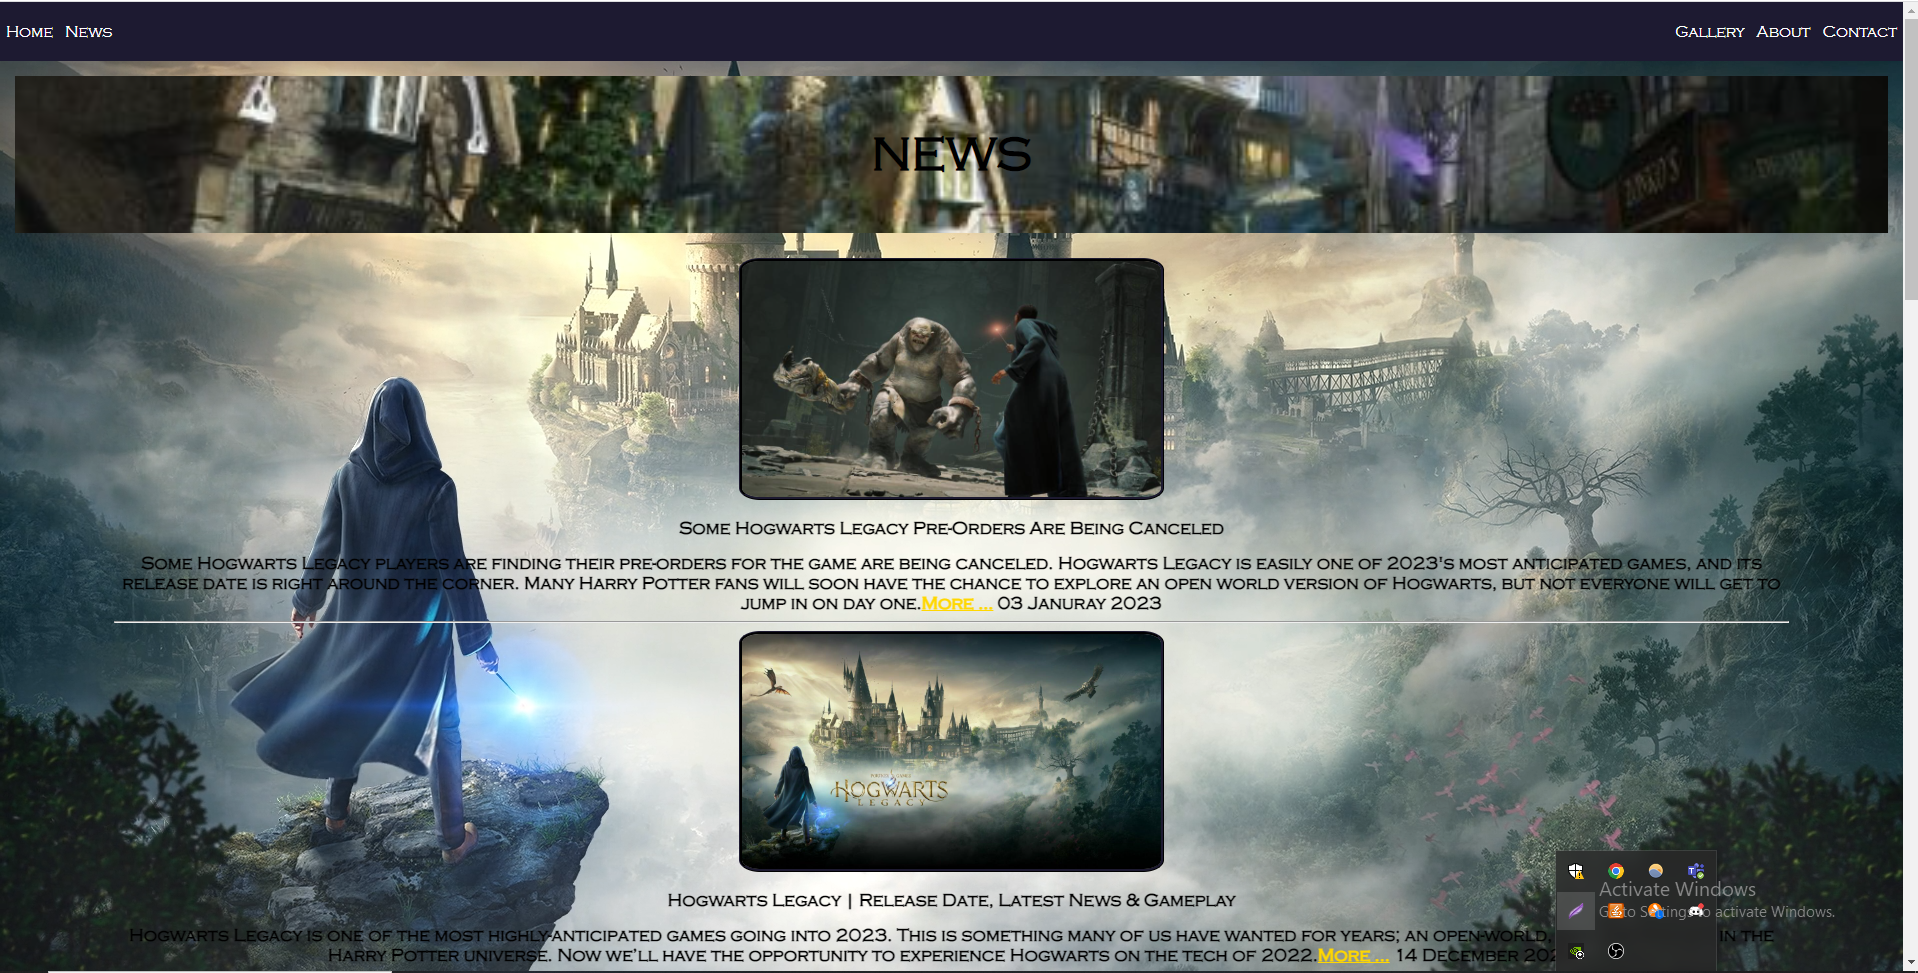 Home News Gallery About Contact
NEWS
Some Hogwarts Legacy Pre-Orders Are Being Canceled
Some Hogwarts Legacy players are finding their pre-orders for the game are being canceled. Hogwarts Legacy is easily one of 2023's most anticipated games, and its
release date is right around the corner. Many Harry Potter fans will soon have the chance to explore an open world version of Hogwarts, but not everyone will get to
jump in on day one.More ... 03 Januray 2023
HOGWARTS
LEGACY
Hogwarts Legacy | Release Date, Latest News & Gameplay
Hogwarts Legacy is one of the most highly-anticipated games going into 2023. This is something many of us have wanted for years; an open-world, in the
Harry Potter universe. Now we'll have the opportunity to experience Hogwarts on the tech of 2022.More ... 14 December
Activate Windows
to activate Windows.